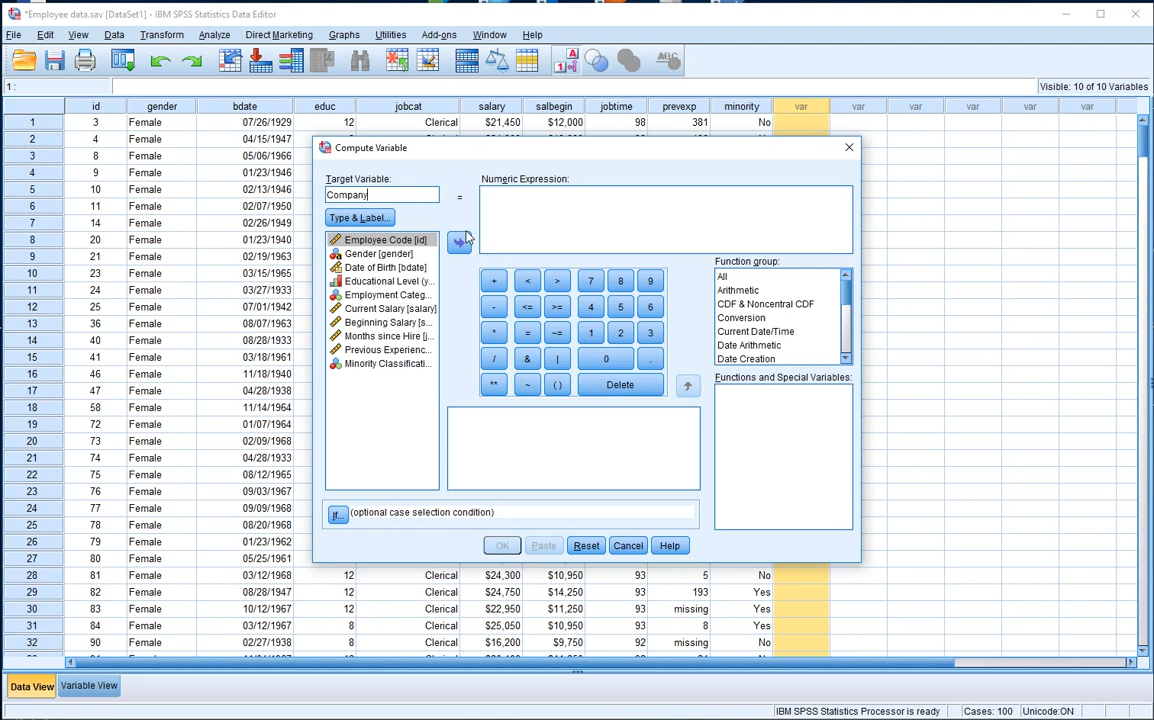 *Employee data.sav [DataSet1] - IBM SPSS Statistics Data Editor
File Edit View Data Transform Analyze Direct Marketing Graphs Utilities Add-ons Window Help
1 : Visible: 10 of 10 Variables
id gender bdate educ jobcat salary salbegin jobtime prevexp minority var var var var var var
1 3 Female 07/26/1929 12 Clerical $21,450 $12,000 98 381 No
2 4 Female 04/15/1947
3 8 Female 05/06/1966
4 9 Female 01/23/1946
5 10 Female 02/13/1946
6 11 Female 02/07/1950
7 14 Female 02/26/1949
8 20 Female 01/23/1940
9 21 Female 02/19/1963
10 23 Female 03/15/1965
11 24 Female 03/27/1933
12 25 Female 07/01/1942
13 36 Female 08/07/1963
14 40 Female 08/28/1933
15 41 Female 03/18/1961
16 46 Female 11/18/1940
17 47 Female 04/28/1938
18 58 Female 11/14/1964
19 72 Female 01/07/1964
20 73 Female 02/09/1968
21 74 Female 04/28/1933
22 75 Female 08/12/1965
23 76 Female 09/03/1967
24 77 Female 09/09/1968
25 78 Female 08/20/1968
26 79 Female 01/23/1962
27 80 Female 05/25/1961
28 81 Female 03/12/1968 12 Clerical $24,300 $10,950 93 5 No
29 82 Female 08/28/1947 12 Clerical $24,750 $14,250 93 193 Yes
30 83 Female 10/12/1967 12 Clerical $22,950 $11,250 93 missing Yes
31 84 Female 03/12/1967 8 Clerical $25,050 $10,950 93 8 Yes
32 90 Female 02/27/1938 8 Clerical $16,200 $9,750 92 missing No
Compute Variable
Target Variable:
Company
=
Numeric Expression:
Type & Label...
Employee Code [id]
Gender [gender]
Date of Birth [bdate]
Educational Level (y...
Employment Categ...
Current Salary [salary]
Beginning Salary [s...
Months since Hire [j...
Previous Experienc...
Minority Classificati...
+ < > 7 8 9
- <= >= 4 5 6
* = ~= 1 2 3
/ & | 0 .
** ~ ( ) Delete
Function group:
All
Arithmetic
CDF & Noncentral CDF
Conversion
Current Date/Time
Date Arithmetic
Date Creation
Functions and Special Variables:
If... (optional case selection condition)
OK Paste Reset Cancel Help
Data View Variable View
IBM SPSS Statistics Processor is ready Cases: 100 Unicode:ON